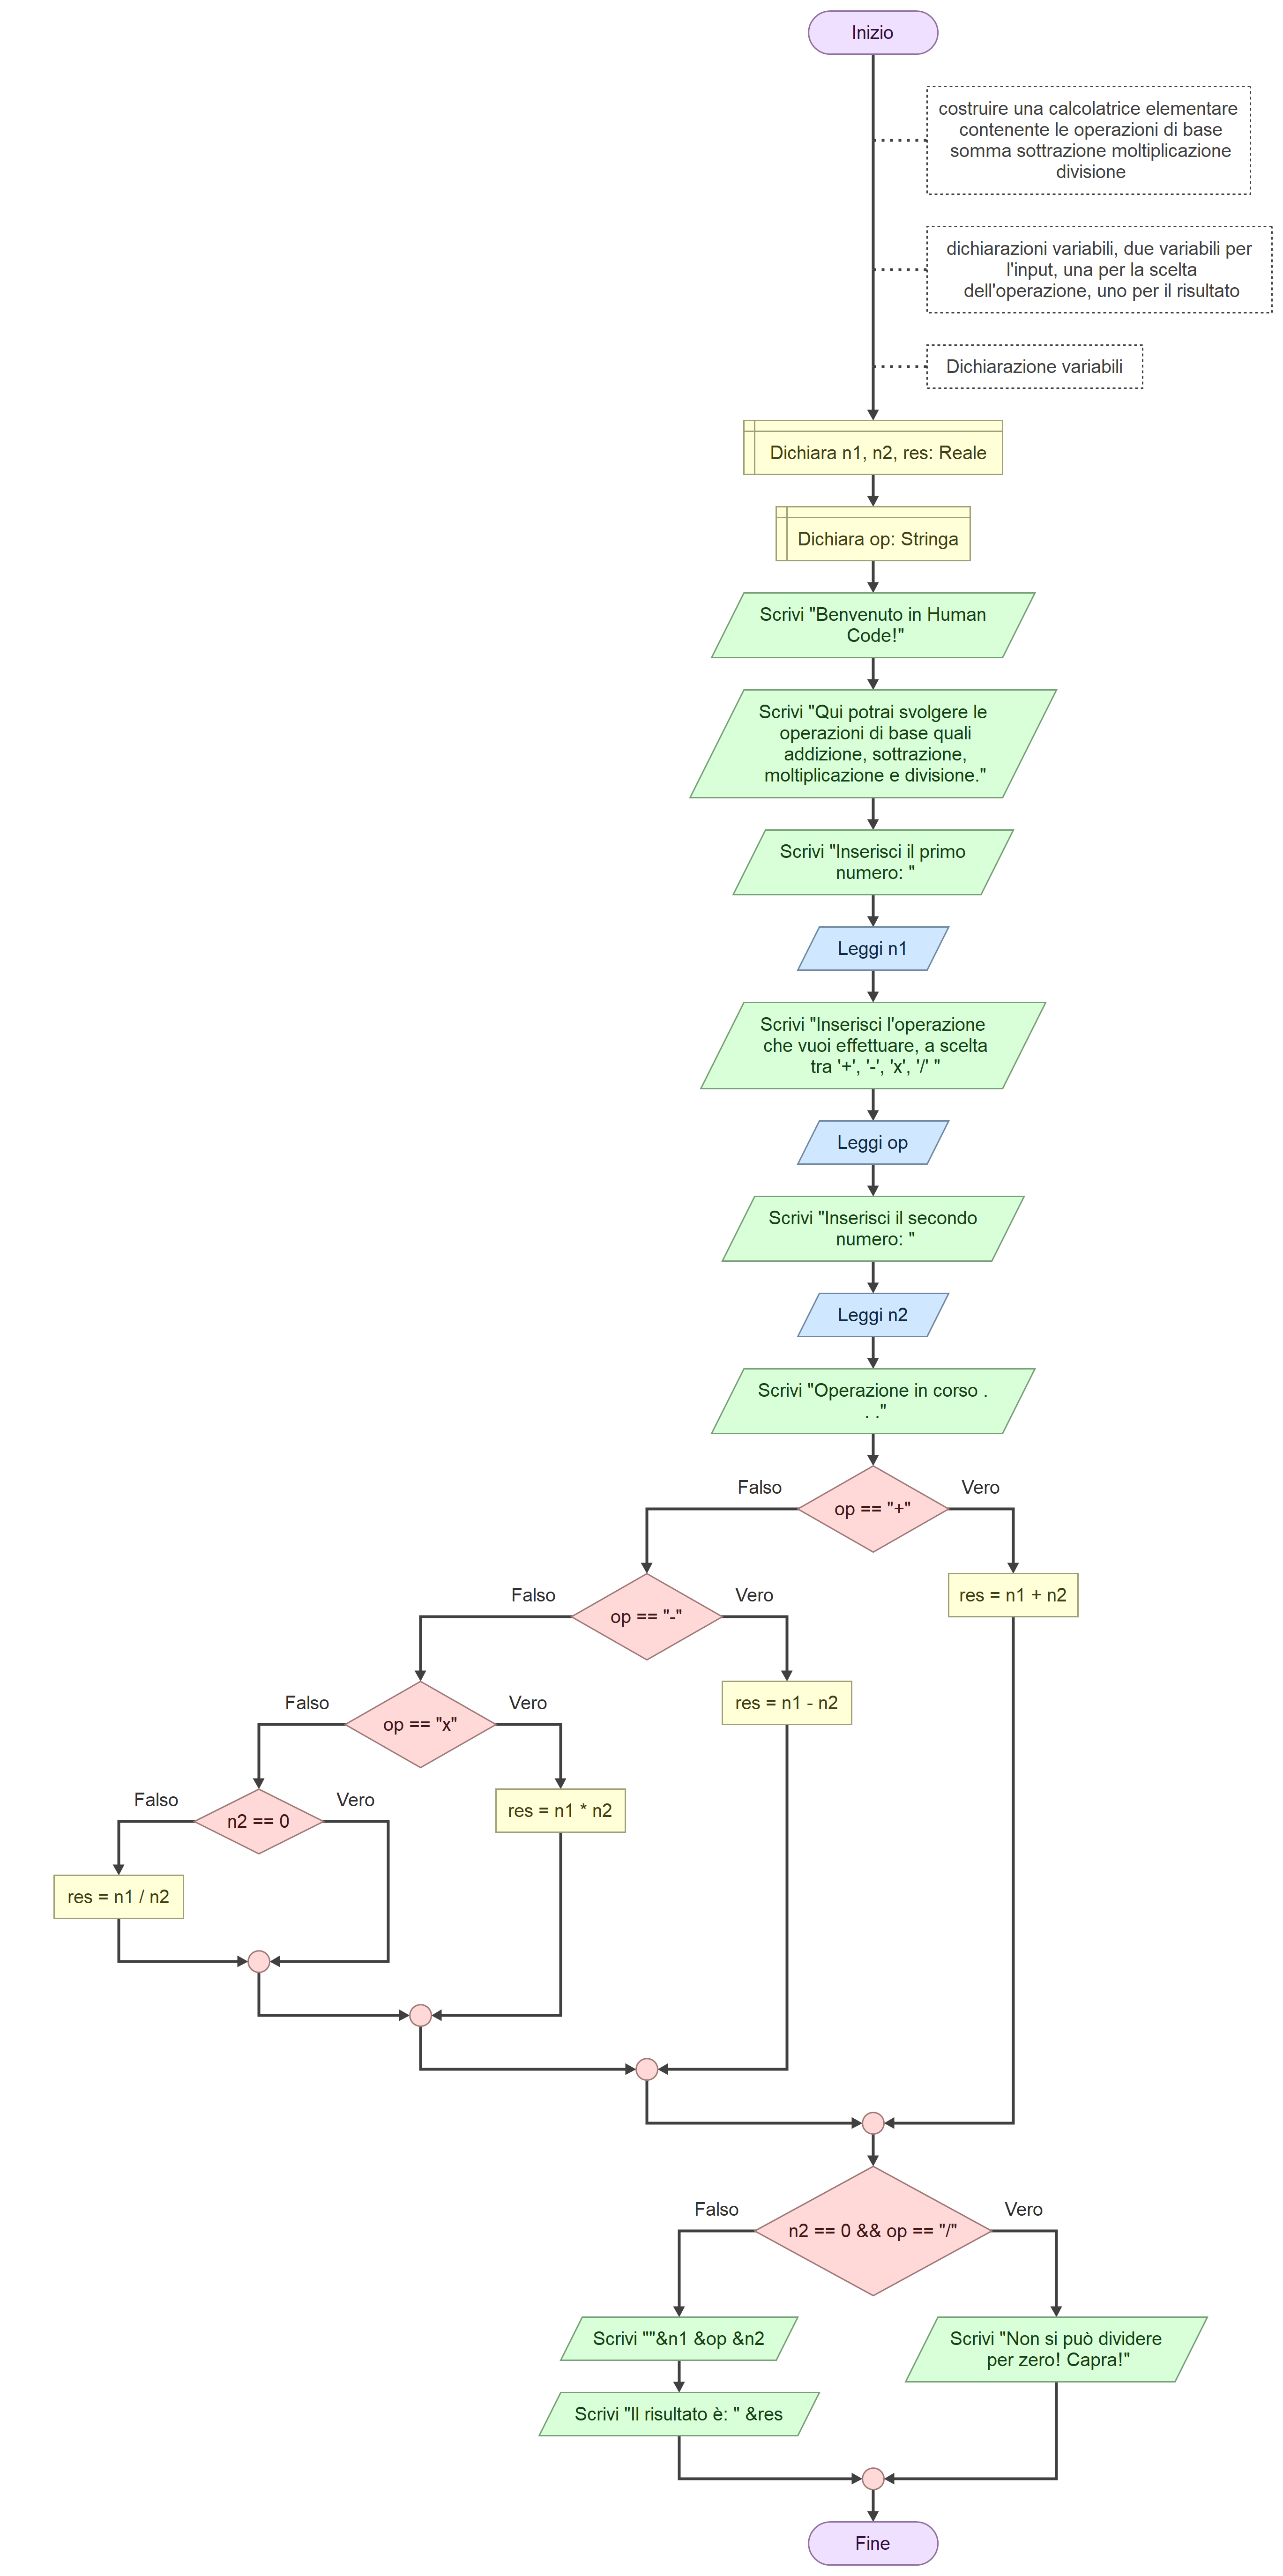 Inizio
costruire una calcolatrice elementare
contenente le operazioni di base
somma sottrazione moltiplicazione
divisione
dichiarazioni variabili, due variabili per
l'input, una per la scelta
dell'operazione, uno per il risultato
Dichiarazione variabili
Dichiara n1, n2, res: Reale
Dichiara op: Stringa
Scrivi "Benvenuto in Human
Code!"
Scrivi "Qui potrai svolgere le
operazioni di base quali
addizione, sottrazione,
moltiplicazione e divisione."
Scrivi "Inserisci il primo
numero: "
Leggi n1
Scrivi "Inserisci l'operazione
che vuoi effettuare, a scelta
tra '+', '-', 'x', '/' "
Leggi op
Scrivi "Inserisci il secondo
numero: "
Leggi n2
Scrivi "Operazione in corso .
. ."
Falso
op == "+"
Vero
Falso
op == "-"
Vero
res = n1 + n2
Falso
op == "x"
Vero
res = n1 - n2
Falso
n2 == 0
Vero
res = n1 * n2
res = n1 / n2
Falso
n2 == 0 && op == "/"
Vero
Scrivi ""&n1 &op &n2
Scrivi "Non si può dividere
per zero! Capra!"
Scrivi "Il risultato è: " &res
Fine